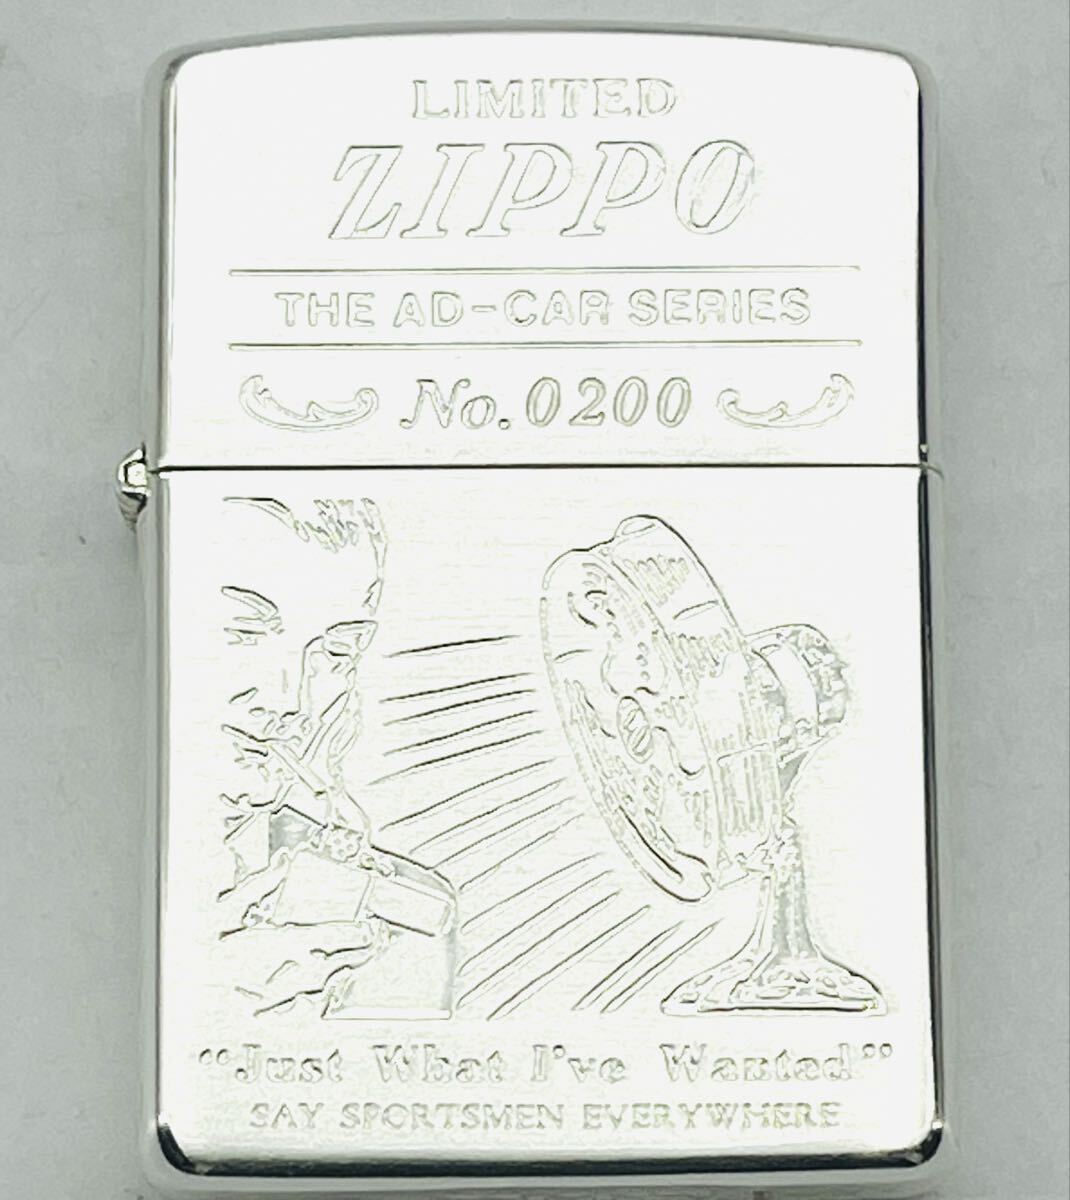 LIMITED
ZIPPO
THE AD-CAR SERIES
No. 0200
"Just What I've Wanted"
SAY SPORTSMEN EVERYWHERE